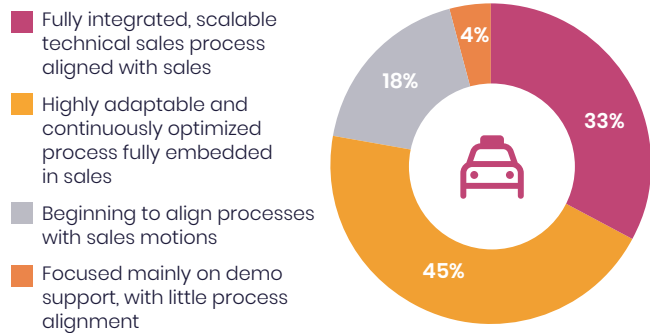 Fully integrated, scalable
technical sales process
aligned with sales
Highly adaptable and
continuously optimized
process fully embedded
in sales
Beginning to align processes
with sales motions
Focused mainly on demo
support, with little process
alignment
4%
18%
33%
45%